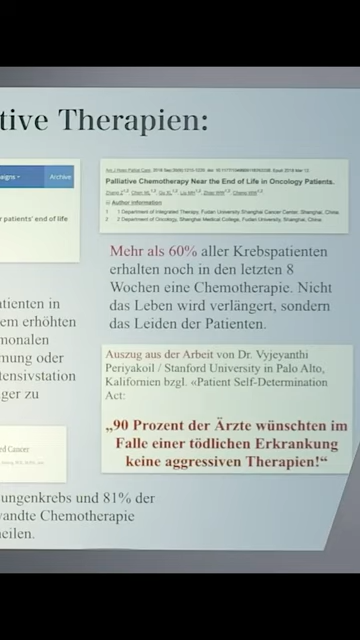 tive Therapien:
aigns
Archive
r patients' end of life
Palliative Chemotherapy Near the End of Life in Oncology Patients.
Author information
1 Department of Integrated Therapy, Fudan University Shanghai Cancer Center, Shanghai, China.
2 Department of Oncology, Shanghai Medical College, Fudan University, Shanghai, China.
Mehr als 60% aller Krebspatienten
erhalten noch in den letzten 8
Wochen eine Chemotherapie. Nicht
das Leben wird verlängert, sondern
das Leiden der Patienten.
atienten in
em erhöhten
monalen
mung oder
tensivstation
ger zu
Auszug aus der Arbeit von Dr. Vyjeyanthi
Periyakoil / Stanford University in Palo Alto,
Kalifornien bzgl. «Patient Self-Determination
Act:
„90 Prozent der Ärzte wünschten im
Falle einer tödlichen Erkrankung
keine aggressiven Therapien!“
ed Cancer
ungenkrebs und 81% der
wandte Chemotherapie
heilen.